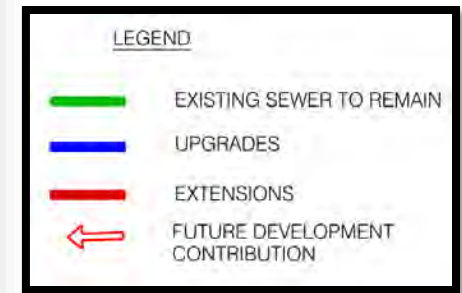 LEGEND
EXISTING SEWER TO REMAIN
UPGRADES
EXTENSIONS
FUTURE DEVELOPMENT
CONTRIBUTION